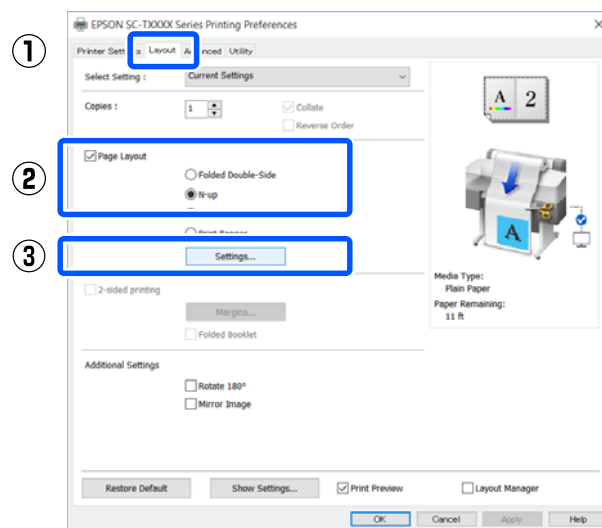 EPSON SC-TXXXX Series Printing Preferences
①
Layout
Utility
Select Setting :
Current Settings
Copies :
1
Collate
Reverse Order
A 2
②
Page Layout
Folded Double-Side
N-up
③
Settings...
A
Media Type:
Plain Paper
Paper Remaining:
11 ft
2-sided printing
Margins...
Folded Booklet
Additional Settings
Rotate 180°
Mirror Image
Restore Default
Show Settings...
Print Preview
Layout Manager
OK
Cancel
Apply
Help